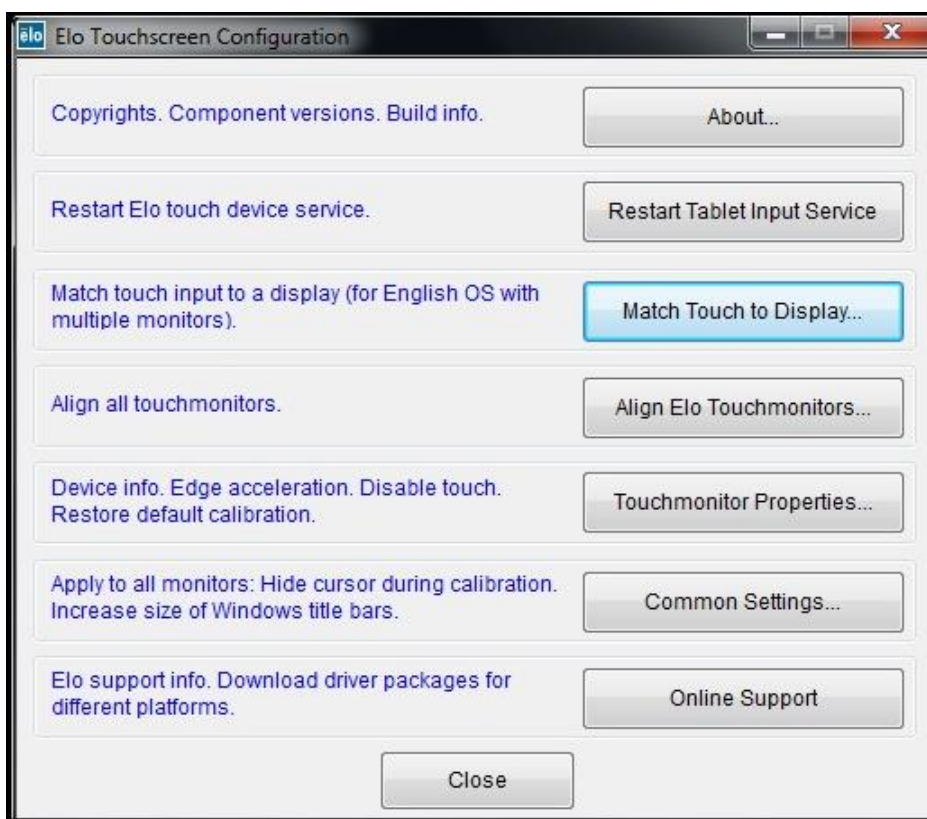 elo Elo Touchscreen Configuration
Copyrights. Component versions. Build info.
About...
Restart Elo touch device service.
Restart Tablet Input Service
Match touch input to a display (for English OS with
multiple monitors).
Match Touch to Display...
Align all touchmonitors.
Align Elo Touchmonitors...
Device info. Edge acceleration. Disable touch.
Restore default calibration.
Touchmonitor Properties...
Apply to all monitors: Hide cursor during calibration.
Increase size of Windows title bars.
Common Settings...
Elo support info. Download driver packages for
different platforms.
Online Support
Close